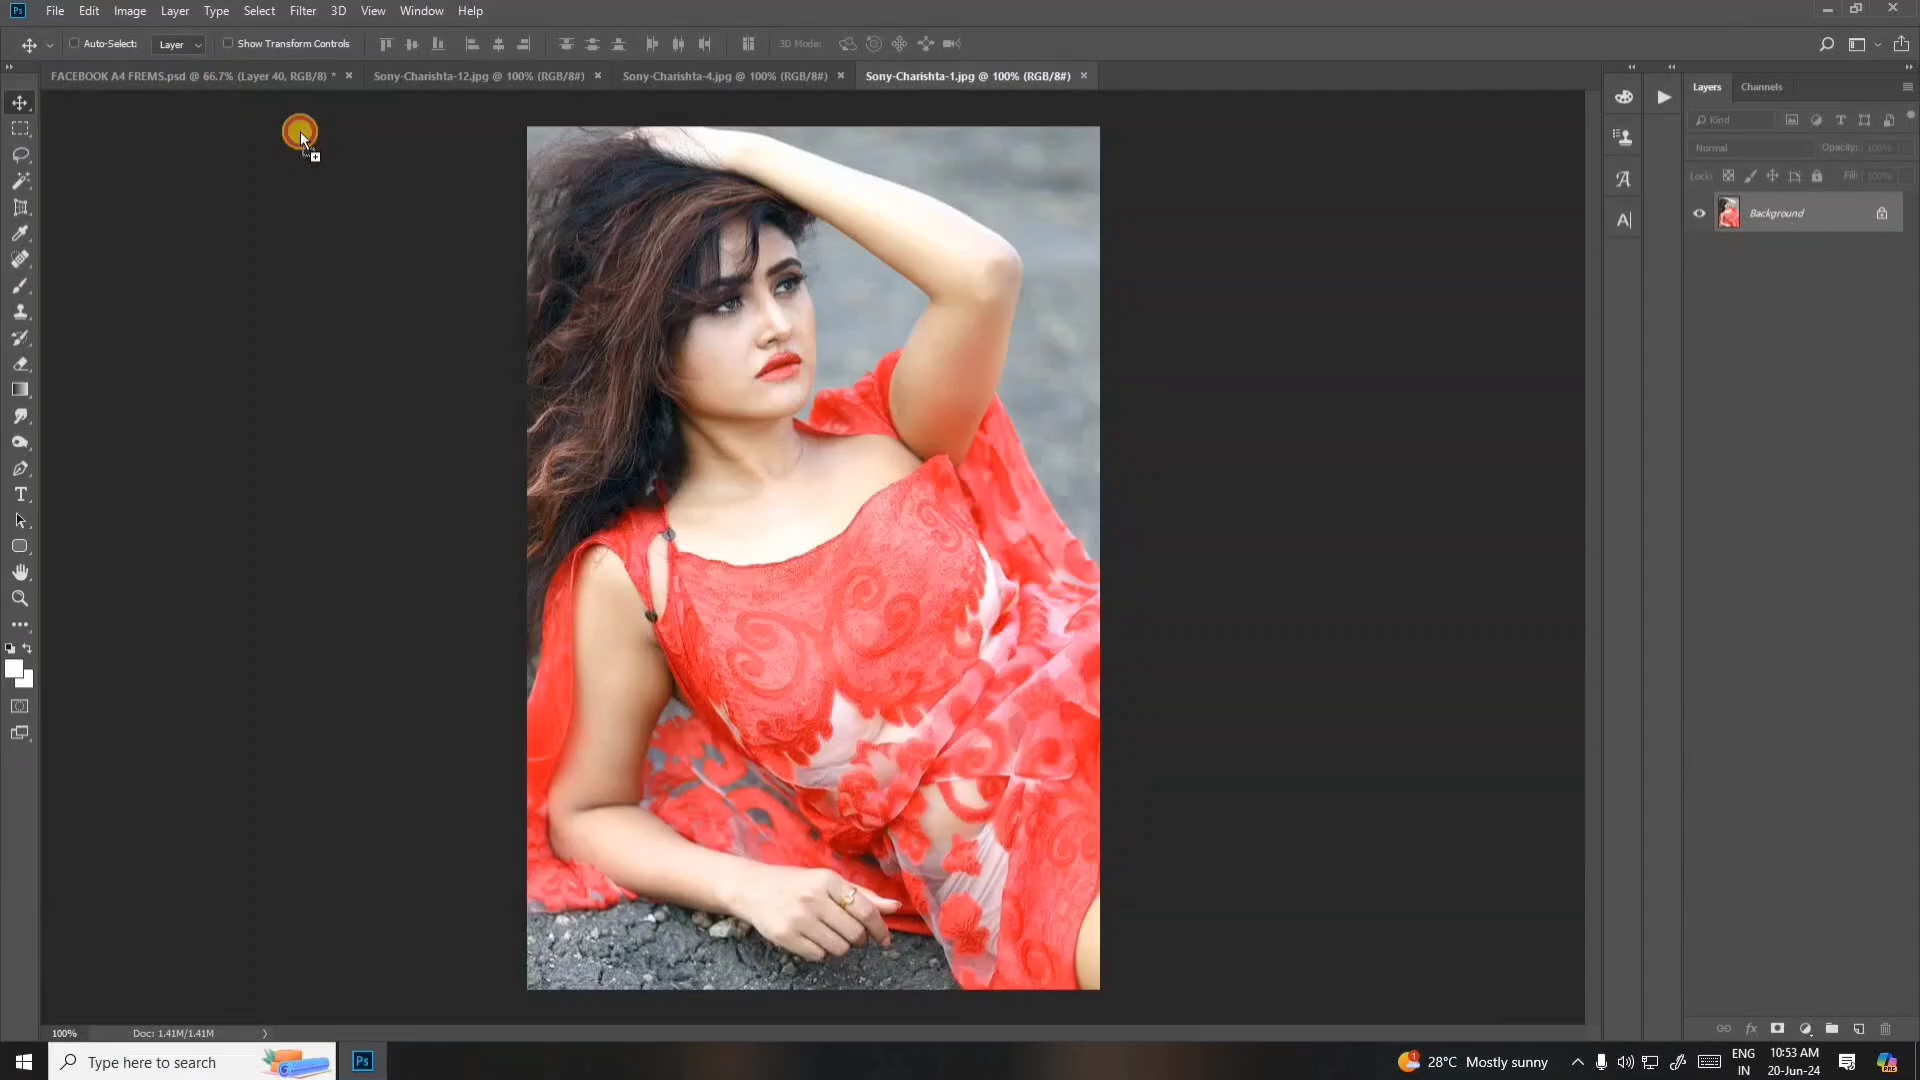 Ps File Edit Image Layer Type Select Filter 3D View Window Help
Auto-Select: Layer Show Transform Controls 3D Mode:
FACEBOOK A4 FREMS.psd @ 66.7% (Layer 40, RGB/8) * × Sony-Charishta-12.jpg @ 100% (RGB/8#) × Sony-Charishta-4.jpg @ 100% (RGB/8#) × Sony-Charishta-1.jpg @ 100% (RGB/8#) ×
Layers Channels
Kind
Normal Opacity: 100%
Lock: Fill: 100%
Background
fx
100% Doc: 1.41M/1.41M
Type here to search
Ps
28°C Mostly sunny
ENG
IN
10:53 AM
20-Jun-24